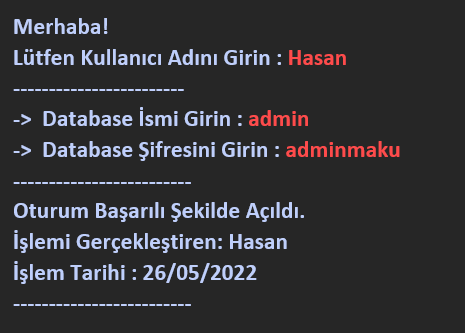 Merhaba!
Lütfen Kullanıcı Adını Girin : Hasan
------------------------
->  Database İsmi Girin : admin
->  Database Şifresini Girin : adminmaku
-------------------------
Oturum Başarılı Şekilde Açıldı.
İşlemi Gerçekleştiren: Hasan
İşlem Tarihi : 26/05/2022
-------------------------